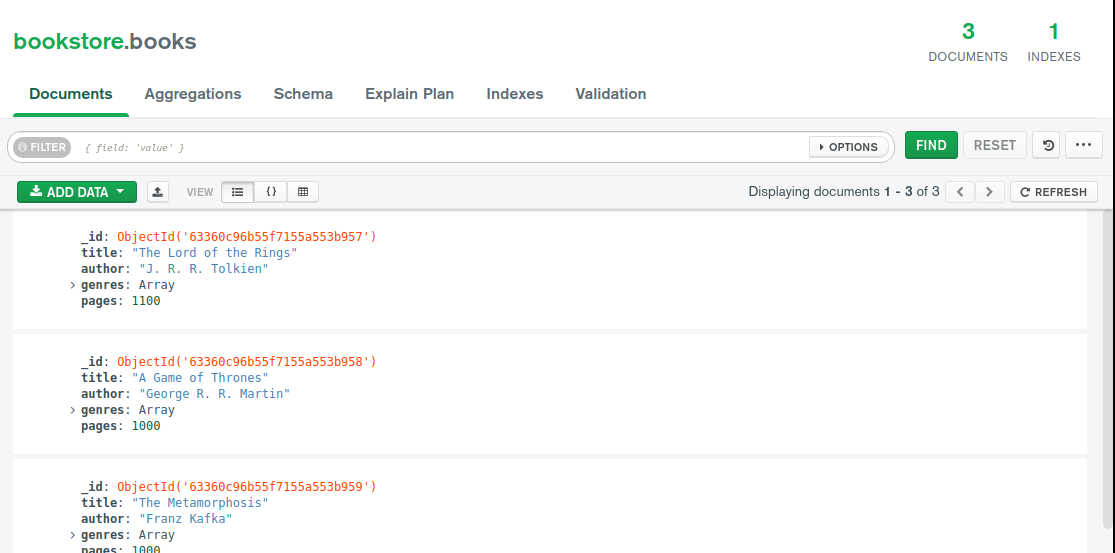 bookstore.books
3
DOCUMENTS
1
INDEXES
Documents Aggregations Schema Explain Plan Indexes Validation
FILTER { field: 'value' } OPTIONS FIND RESET
ADD DATA VIEW { } Displaying documents 1 - 3 of 3 REFRESH
_id: ObjectId('63360c96b55f7155a553b957')
title: "The Lord of the Rings"
author: "J. R. R. Tolkien"
genres: Array
pages: 1100
_id: ObjectId('63360c96b55f7155a553b958')
title: "A Game of Thrones"
author: "George R. R. Martin"
genres: Array
pages: 1000
_id: ObjectId('63360c96b55f7155a553b959')
title: "The Metamorphosis"
author: "Franz Kafka"
genres: Array
pages: 1000